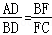 AD/BD = BF/FC